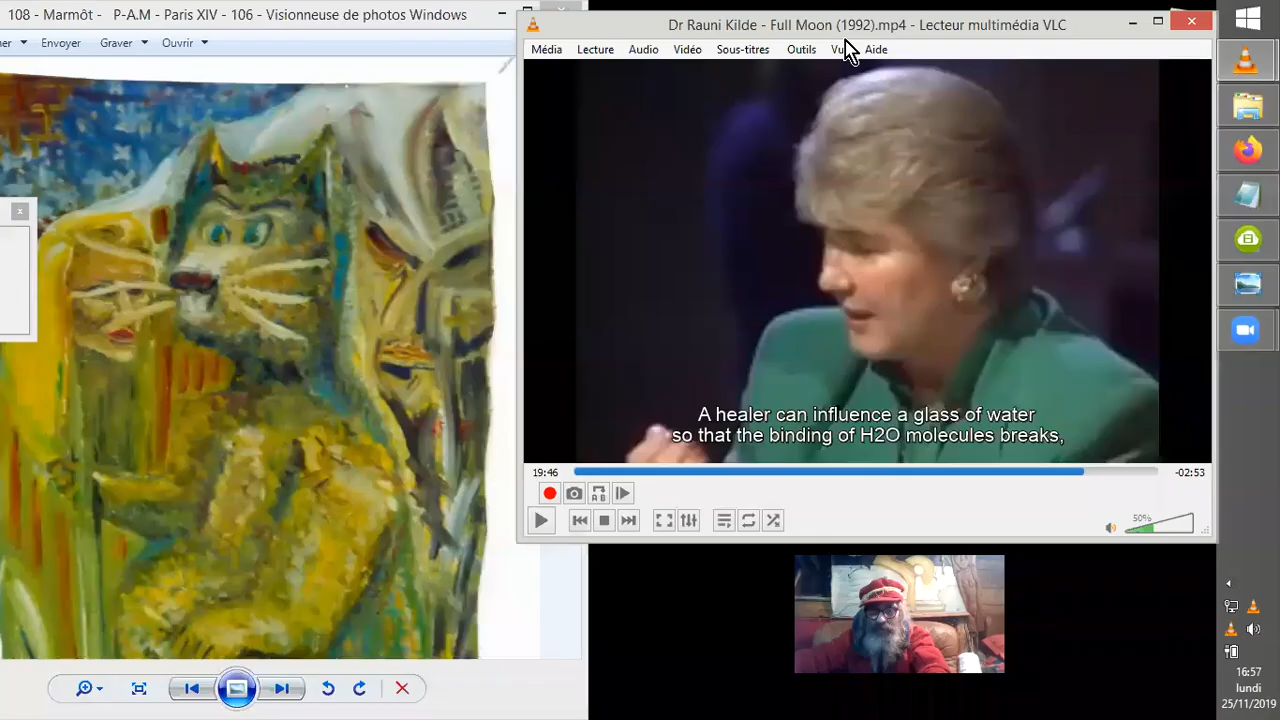 108 - Marmôt : P-A.M - Paris XIV - 106 - Visionneuse de photos Windows
Envoyer Graver Ouvrir
Dr Rauni Kilde - Full Moon (1992).mp4 - Lecteur multimédia VLC
Média Lecture Audio Vidéo Sous-titres Outils Aide
A healer can influence a glass of water
so that the binding of H2O molecules breaks,
19:46
-02:53
A B
50%
16:57
lundi
25/11/2019